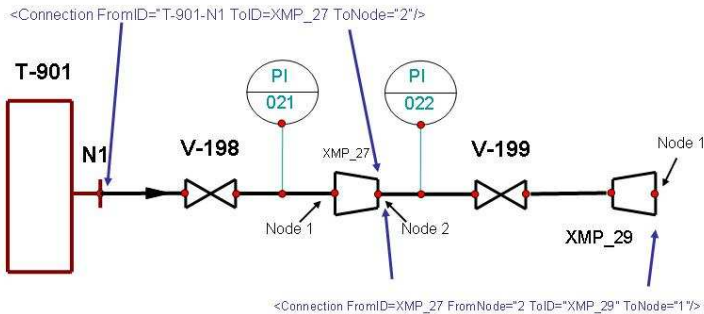 <Connection FromID="T-901-N1 ToID=XMP_27 ToNode="2"/>
T-901
PI
021
PI
022
N1
V-198
XMP_27
V-199
Node 1
Node 1
Node 2
XMP_29
<Connection FromID=XMP_27 FromNode="2 ToID="XMP_29" ToNode="1"/>